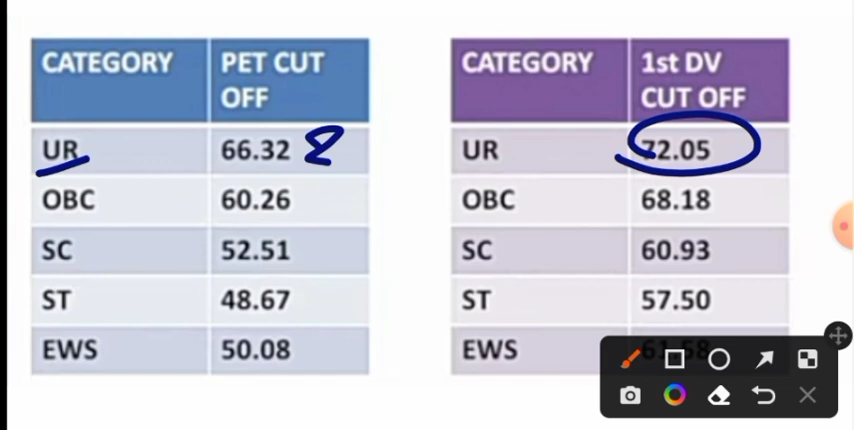 CATEGORY PET CUT OFF
UR 66.32
OBC 60.26
SC 52.51
ST 48.67
EWS 50.08
CATEGORY 1st DV CUT OFF
UR 72.05
OBC 68.18
SC 60.93
ST 57.50
EWS